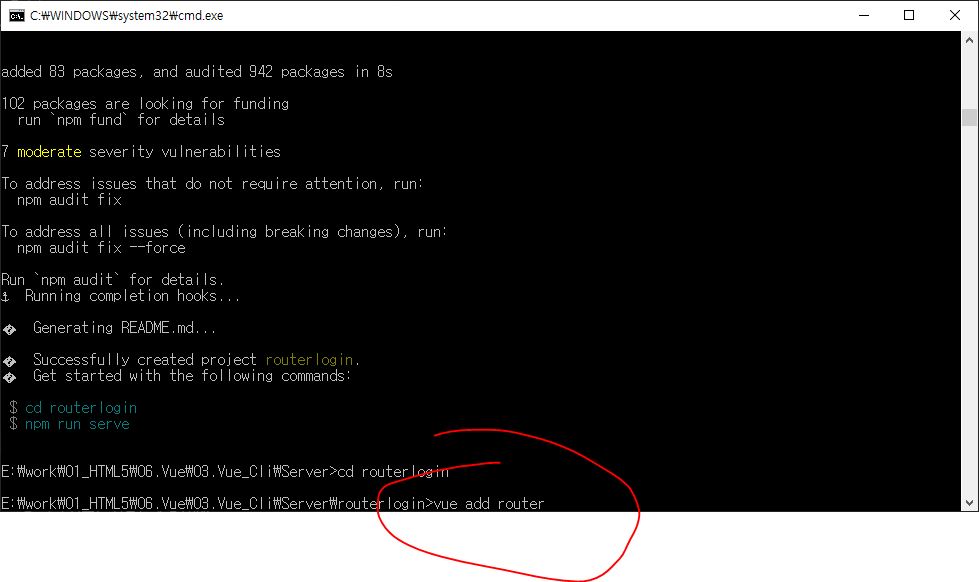 C:₩WINDOWS₩system32₩cmd.exe
added 83 packages, and audited 942 packages in 8s
102 packages are looking for funding
run `npm fund` for details
7 moderate severity vulnerabilities
To address issues that do not require attention, run:
npm audit fix
To address all issues (including breaking changes), run:
npm audit fix --force
Run `npm audit` for details.
⚓ Running completion hooks...
� Generating README.md...
� Successfully created project routerlogin.
� Get started with the following commands:
$ cd routerlogin
$ npm run serve
E:₩work₩01_HTML5₩06.Vue₩03.Vue_Cli₩Server>cd routerlogin
E:₩work₩01_HTML5₩06.Vue₩03.Vue_Cli₩Server₩routerlogin>vue add router